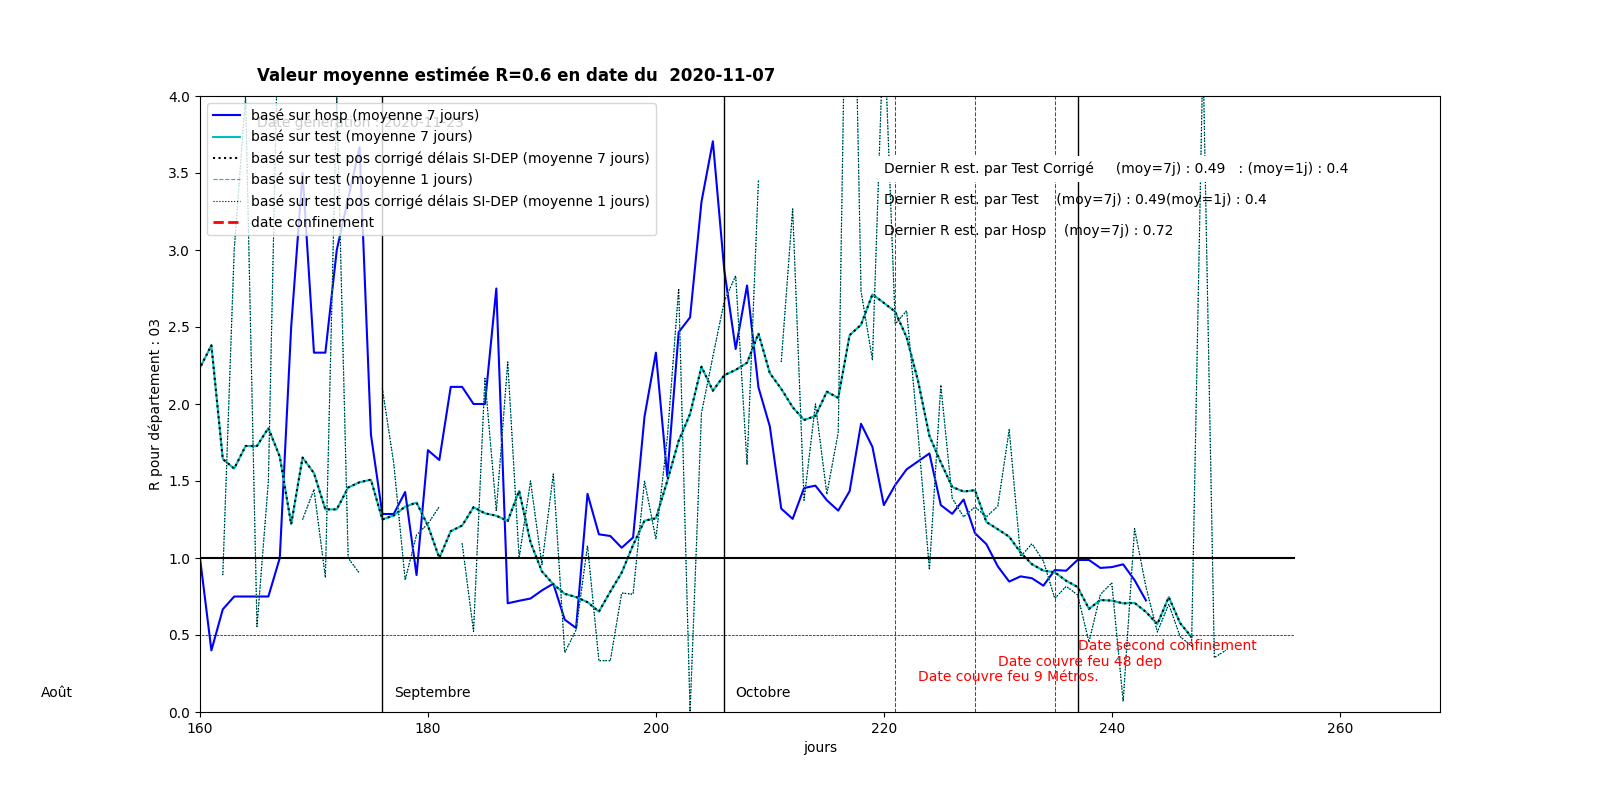 Valeur moyenne estimée R=0.6 en date du  2020-11-07
Date génération : 2020-11-23
basé sur hosp (moyenne 7 jours)
basé sur test (moyenne 7 jours)
basé sur test pos corrigé délais SI-DEP (moyenne 7 jours)
basé sur test (moyenne 1 jours)
basé sur test pos corrigé délais SI-DEP (moyenne 1 jours)
date confinement
Dernier R est. par Test Corrigé (moy=7j) : 0.49 : (moy=1j) : 0.4
Dernier R est. par Test (moy=7j) : 0.49(moy=1j) : 0.4
Dernier R est. par Hosp (moy=7j) : 0.72
R pour département : 03
4.0
3.5
3.0
2.5
2.0
1.5
1.0
0.5
0.0
Date second confinement
Date couvre feu 48 dep
Date couvre feu 9 Métros.
Août
Septembre
Octobre
160
180
200
220
240
260
jours